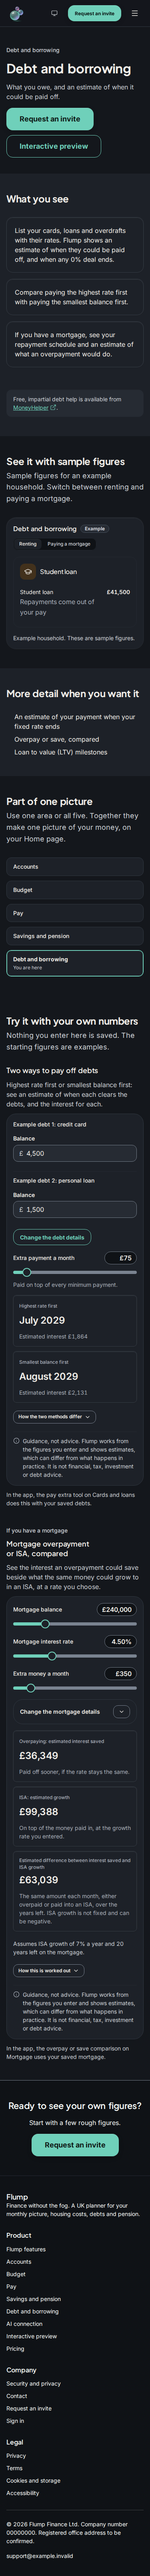 Request an invite
Debt and borrowing
Debt and borrowing
What you owe, and an estimate of when it
could be paid off.
Request an invite
Interactive preview
What you see
List your cards, loans and overdrafts
with their rates. Flump shows an
estimate of when they could be paid
off, and when any 0% deal ends.
Compare paying the highest rate first
with paying the smallest balance first.
If you have a mortgage, see your
repayment schedule and an estimate of
what an overpayment would do.
Free, impartial debt help is available from
MoneyHelper.
See it with sample figures
Sample figures for an example
household. Switch between renting and
paying a mortgage.
Debt and borrowing Example
Renting Paying a mortgage
Student loan
Student loan £41,500
Repayments come out of
your pay
Example household. These are sample figures.
More detail when you want it
An estimate of your payment when your
fixed rate ends
Overpay or save, compared
Loan to value (LTV) milestones
Part of one picture
Use one area or all five. Together they
make one picture of your money, on
your Home page.
Accounts
Budget
Pay
Savings and pension
Debt and borrowing
You are here
Try it with your own numbers
Nothing you enter here is saved. The
starting figures are examples.
Two ways to pay off debts
Highest rate first or smallest balance first:
see an estimate of when each clears the
debts, and the interest for each.
Example debt 1: credit card
Balance
£ 4,500
Example debt 2: personal loan
Balance
£ 1,500
Change the debt details
Extra payment a month £75
Paid on top of every minimum payment.
Highest rate first
July 2029
Estimated interest £1,864
Smallest balance first
August 2029
Estimated interest £2,131
How the two methods differ
Guidance, not advice. Flump works from
the figures you enter and shows estimates,
which can differ from what happens in
practice. It is not financial, tax, investment
or debt advice.
In the app, the pay extra tool on Cards and loans
does this with your saved debts.
If you have a mortgage
Mortgage overpayment
or ISA, compared
See the interest an overpayment could save
beside what the same money could grow to
in an ISA, at a rate you choose.
Mortgage balance £240,000
Mortgage interest rate 4.50%
Extra money a month £350
Change the mortgage details
Overpaying: estimated interest saved
£36,349
Paid off sooner, if the rate stays the same.
ISA: estimated growth
£99,388
On top of the money paid in, at the growth
rate you entered.
Estimated difference between interest saved and
ISA growth
£63,039
The same amount each month, either
overpaid or paid into an ISA, over the
years left. ISA growth is not fixed and can
be negative.
Assumes ISA growth of 7% a year and 20
years left on the mortgage.
How this is worked out
Guidance, not advice. Flump works from
the figures you enter and shows estimates,
which can differ from what happens in
practice. It is not financial, tax, investment
or debt advice.
In the app, the overpay or save comparison on
Mortgage uses your saved mortgage.
Ready to see your own figures?
Start with a few rough figures.
Request an invite
Flump
Finance without the fog. A UK planner for your
monthly picture, housing costs, debts and pension.
Product
Flump features
Accounts
Budget
Pay
Savings and pension
Debt and borrowing
AI connection
Interactive preview
Pricing
Company
Security and privacy
Contact
Request an invite
Sign in
Legal
Privacy
Terms
Cookies and storage
Accessibility
© 2026 Flump Finance Ltd. Company number
00000000. Registered office address to be
confirmed.
support@example.invalid